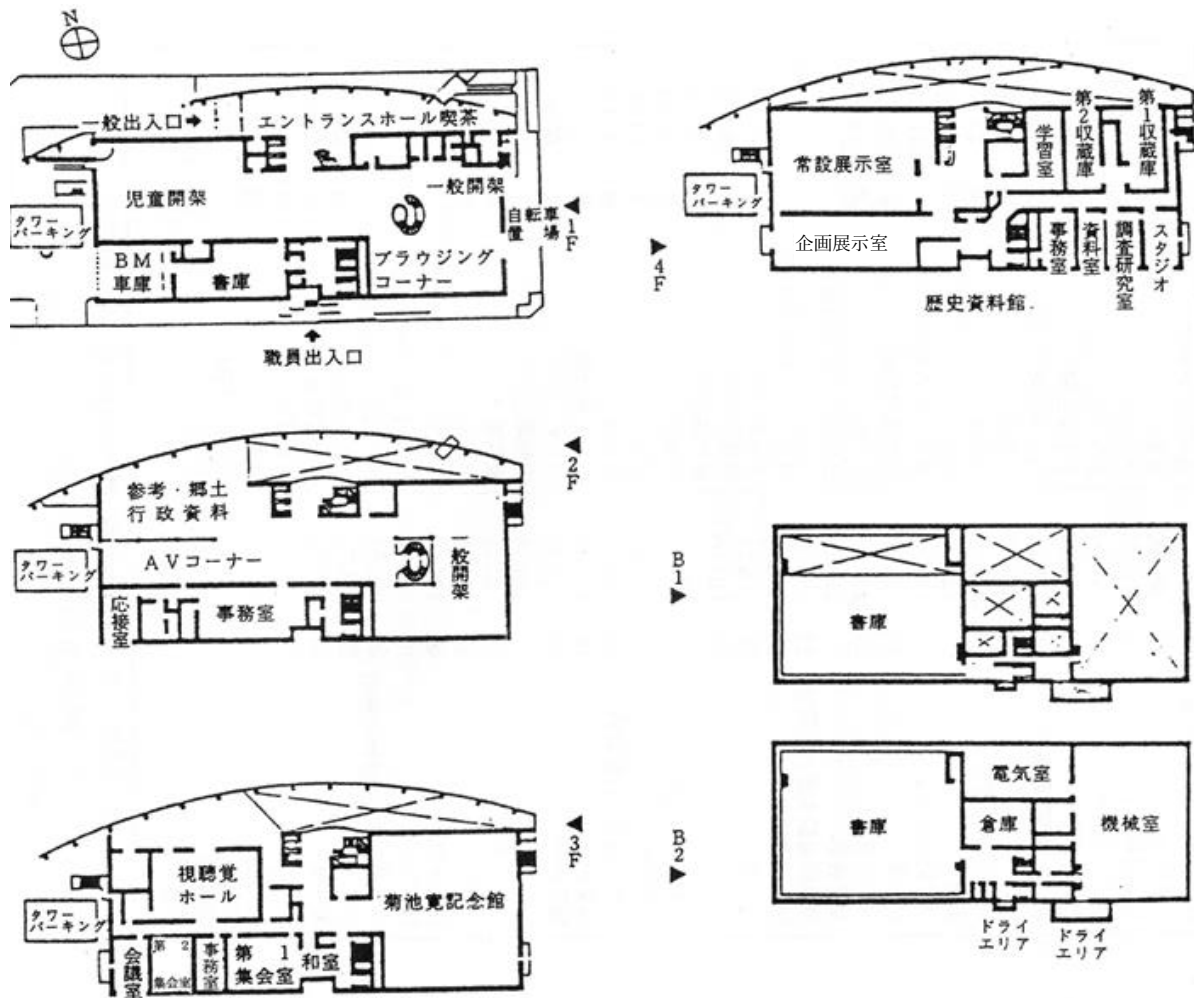 N
一般出入口
エントランスホール喫茶
児童開架
一般開架
タワー
パーキング
自転車
置場
BM
車庫
書庫
ブラウジング
コーナー
職員出入口
1F
参考・郷土
行政資料
AVコーナー
タワー
パーキング
一般開架
応接室
事務室
2F
視聴覚
ホール
菊池寛記念館
タワー
パーキング
会議室
第2
集会室
事務室
第1
集会室
和室
3F
常設展示室
学習室
第2収蔵庫
第1収蔵庫
タワー
パーキング
企画展示室
事務室
資料室
調査研究室
スタジオ
歴史資料館
4F
書庫
B1
電気室
書庫
倉庫
機械室
ドライ
エリア
ドライ
エリア
B2